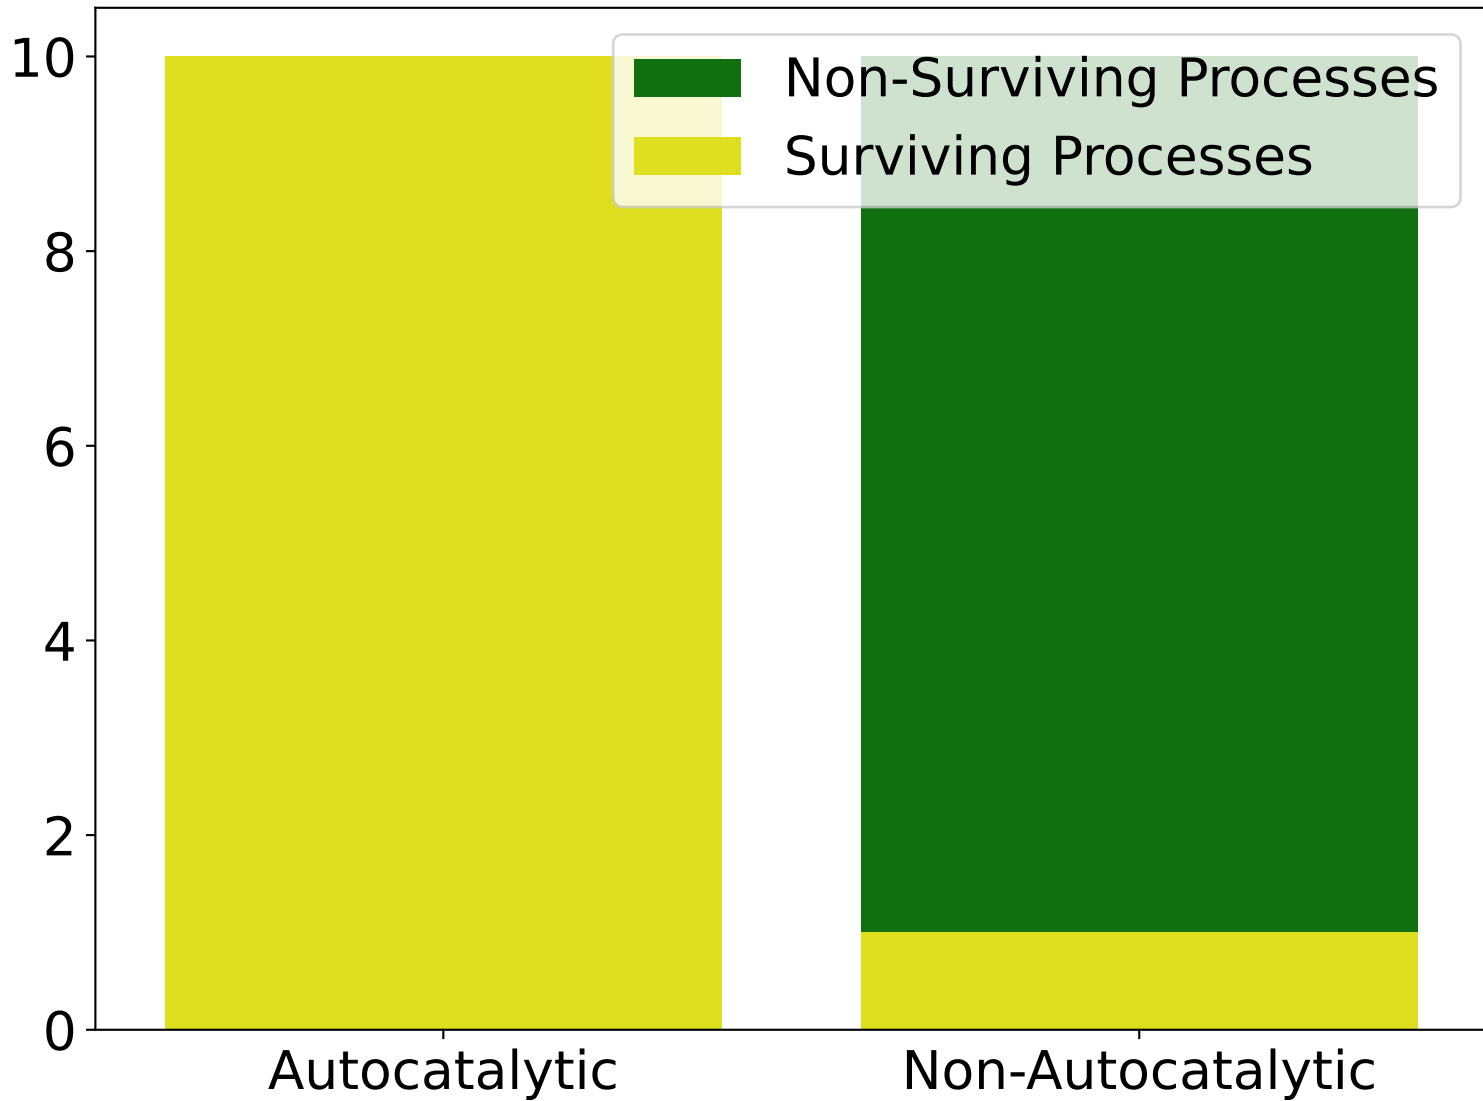 10
8
6
4
2
0
Non-Surviving Processes
Surviving Processes
Autocatalytic
Non-Autocatalytic